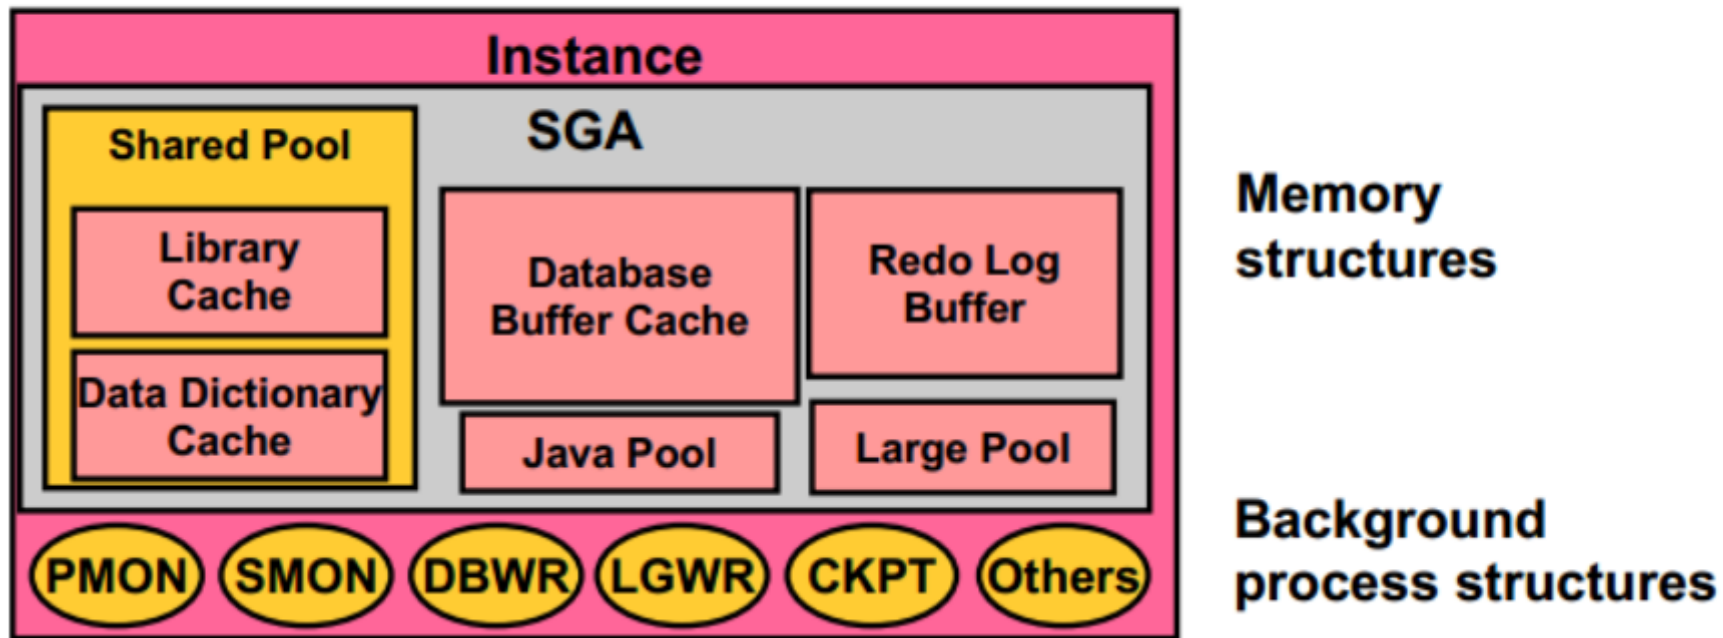 Instance
SGA
Shared Pool
Library
Cache
Data Dictionary
Cache
Database
Buffer Cache
Redo Log
Buffer
Java Pool
Large Pool
Memory
structures
PMON
SMON
DBWR
LGWR
CKPT
Others
Background
process structures